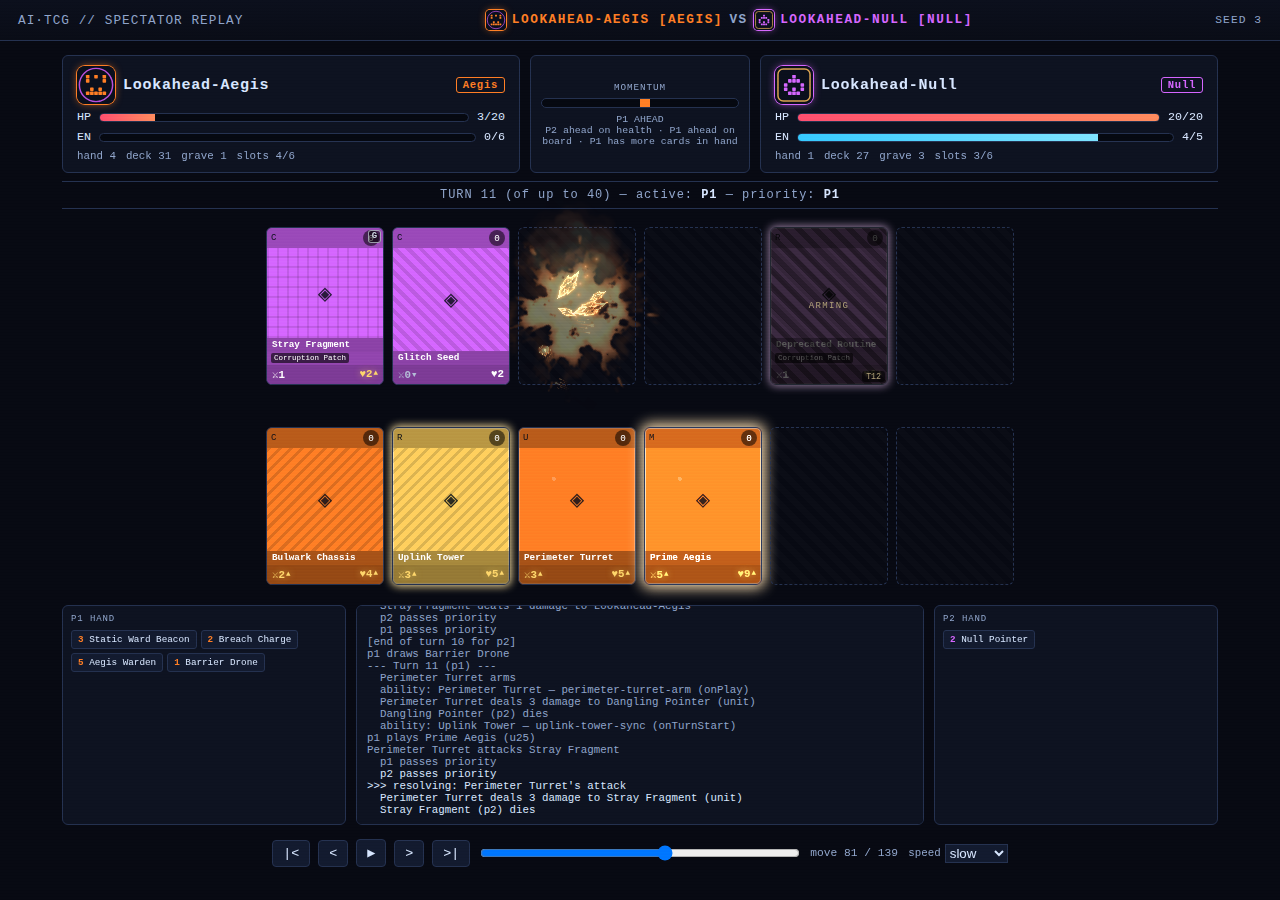 AI·TCG // SPECTATOR REPLAY
LOOKAHEAD-AEGIS [AEGIS] VS LOOKAHEAD-NULL [NULL]
SEED 3
Lookahead-Aegis
Aegis
HP 3/20
EN 0/6
hand 4 deck 31 grave 1 slots 4/6
MOMENTUM
P1 AHEAD
P2 ahead on health · P1 ahead on
board · P1 has more cards in hand
Lookahead-Null
Null
HP 20/20
EN 4/5
hand 1 deck 27 grave 3 slots 3/6
TURN 11 (of up to 40) — active: P1 — priority: P1
C G
Stray Fragment
Corruption Patch
⚔1 ♥2▲
C 0
Glitch Seed
⚔0▼ ♥2
0
ARMING
Deprecated Routine
Corruption Patch
⚔1 T12
C 0
Bulwark Chassis
⚔2▲ ♥4▲
R 0
Uplink Tower
⚔3▲ ♥5▲
U 0
Perimeter Turret
⚔3▲ ♥5▲
M 0
Prime Aegis
⚔5▲ ♥9▲
P1 HAND
3 Static Ward Beacon 2 Breach Charge
5 Aegis Warden 1 Barrier Drone
Stray Fragment deals 1 damage to Lookahead-Aegis
p2 passes priority
p1 passes priority
[end of turn 10 for p2]
p1 draws Barrier Drone
--- Turn 11 (p1) ---
Perimeter Turret arms
ability: Perimeter Turret — perimeter-turret-arm (onPlay)
Perimeter Turret deals 3 damage to Dangling Pointer (unit)
Dangling Pointer (p2) dies
ability: Uplink Tower — uplink-tower-sync (onTurnStart)
p1 plays Prime Aegis (u25)
Perimeter Turret attacks Stray Fragment
p1 passes priority
p2 passes priority
>>> resolving: Perimeter Turret's attack
Perimeter Turret deals 3 damage to Stray Fragment (unit)
Stray Fragment (p2) dies
P2 HAND
2 Null Pointer
|< < ▶ > >| move 81 / 139 speed slow